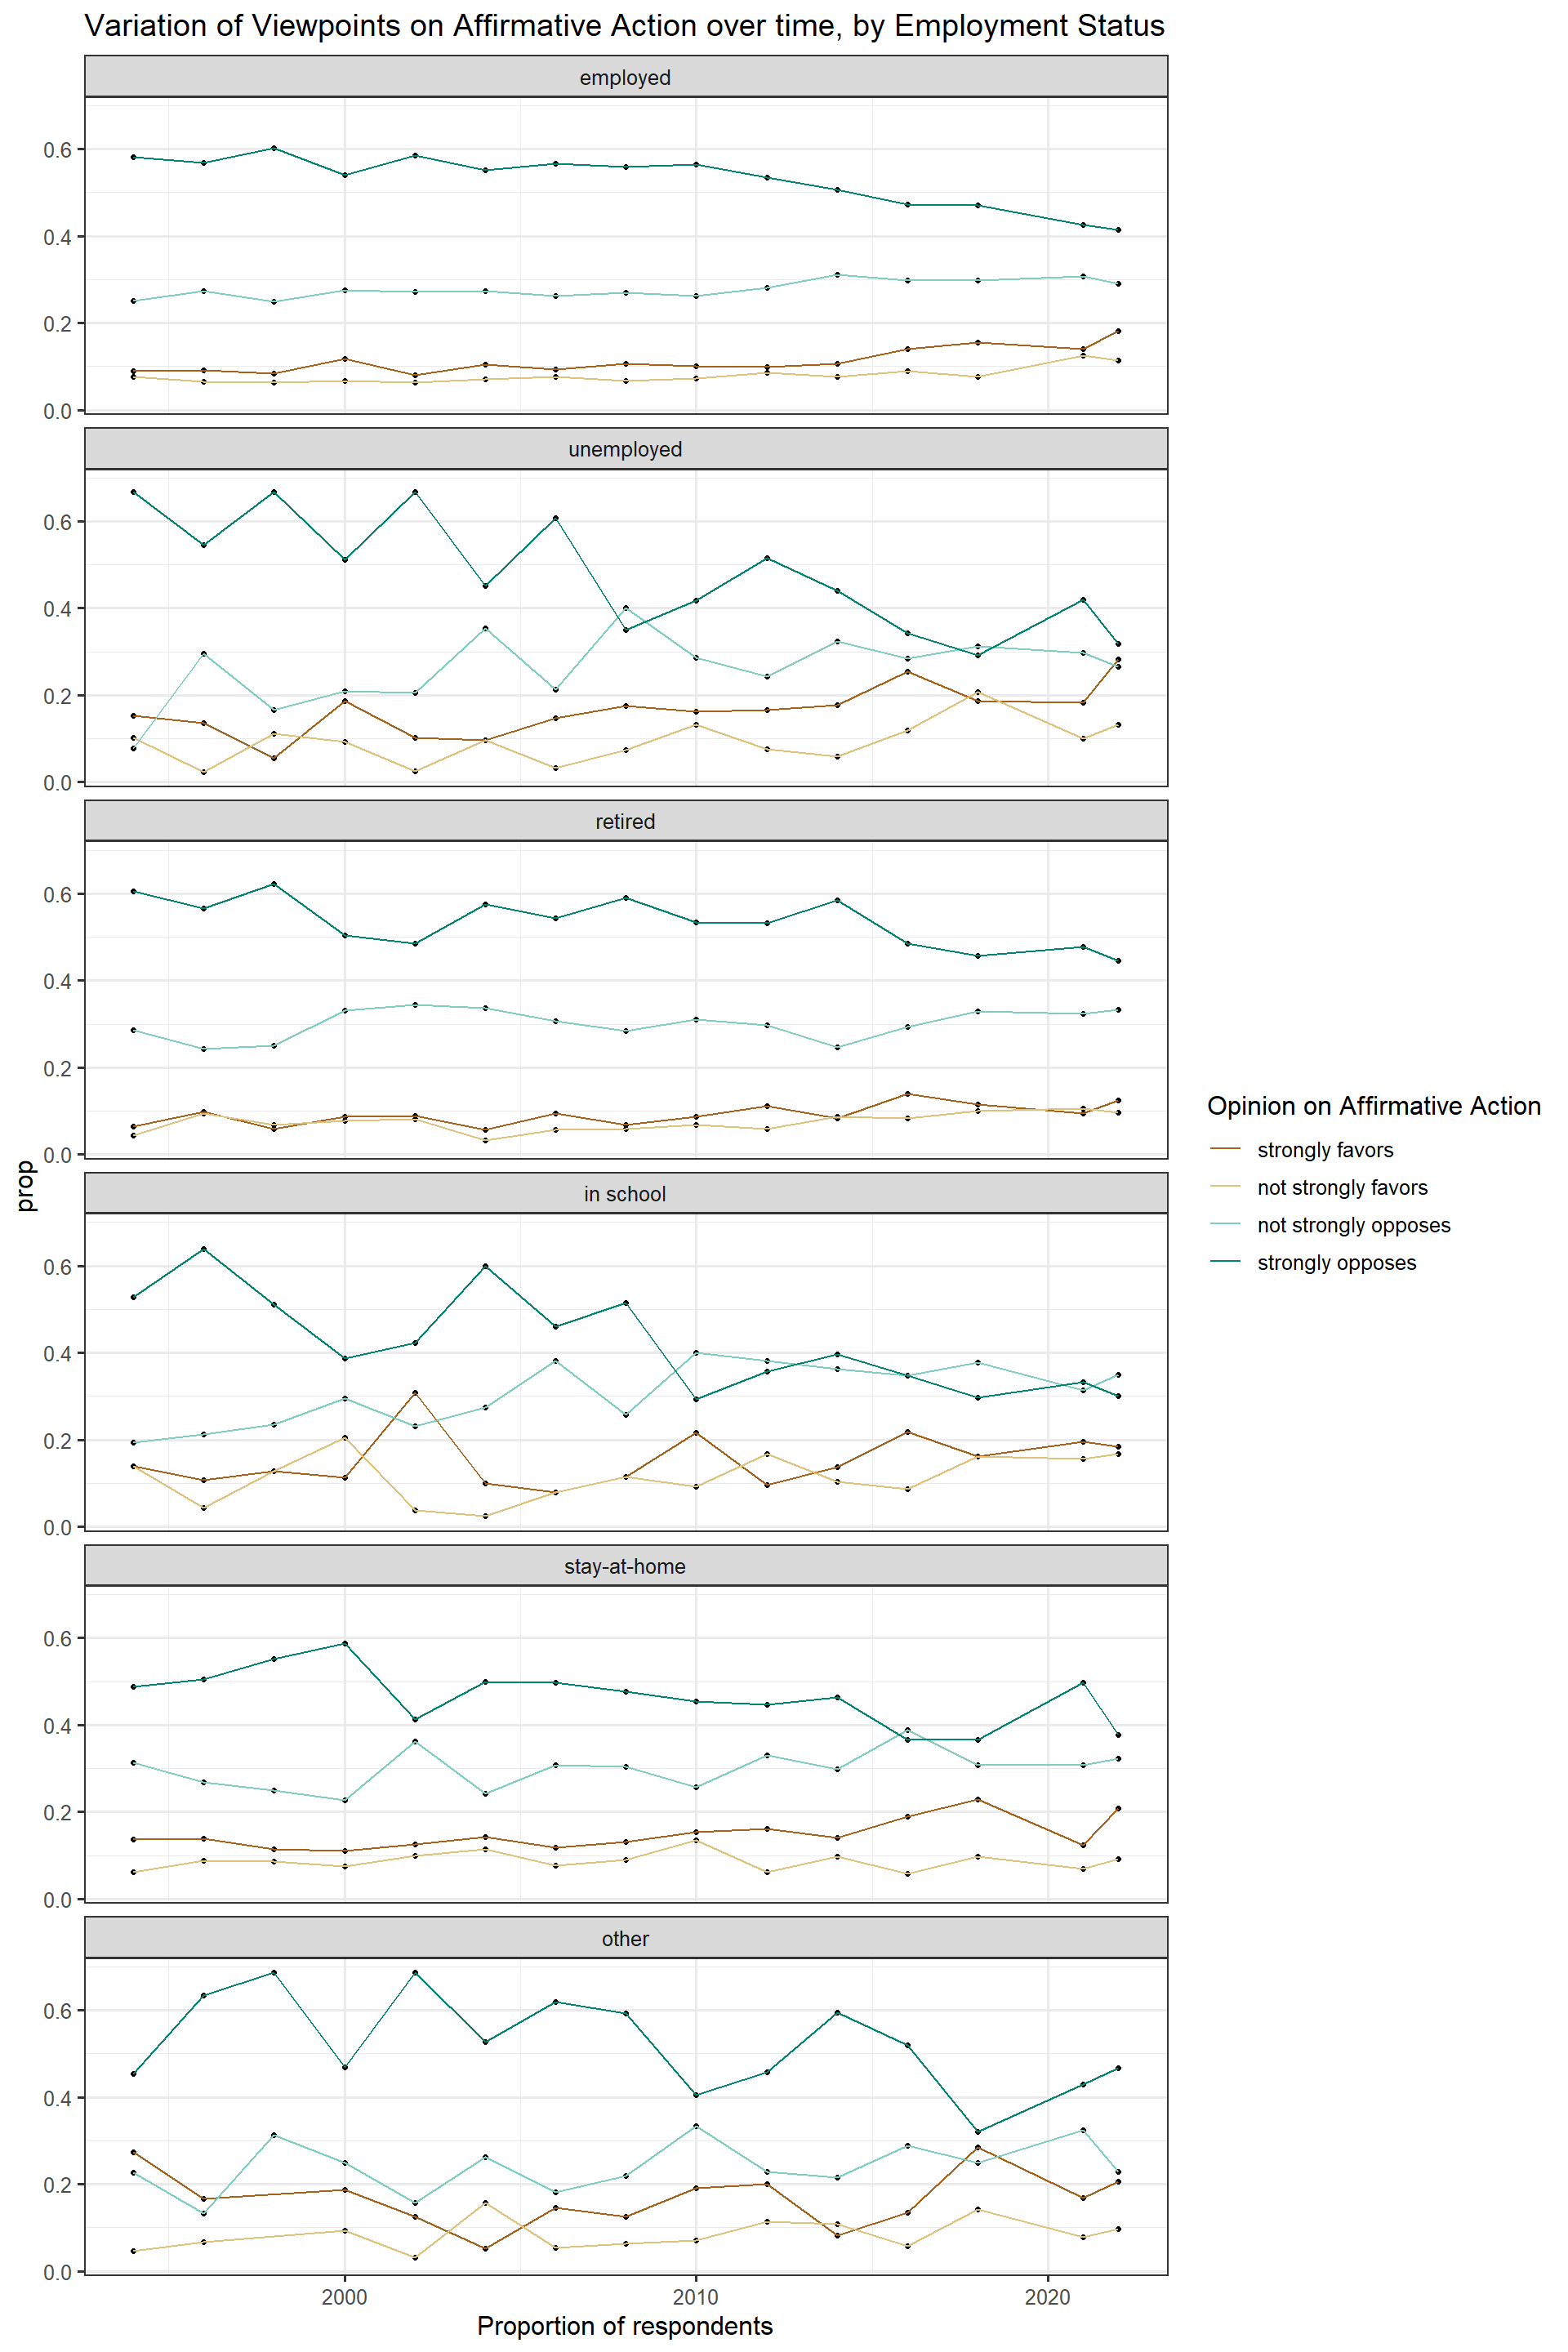 Variation of Viewpoints on Affirmative Action over time, by Employment Status
employed
0.6
0.4
0.2
0.0
unemployed
0.6
0.4
0.2
0.0
retired
0.6
0.4
0.2
0.0
in school
0.6
0.4
0.2
0.0
stay-at-home
0.6
0.4
0.2
0.0
other
0.6
0.4
0.2
0.0
2000 2010 2020
Proportion of respondents
prop
Opinion on Affirmative Action
strongly favors
not strongly favors
not strongly opposes
strongly opposes